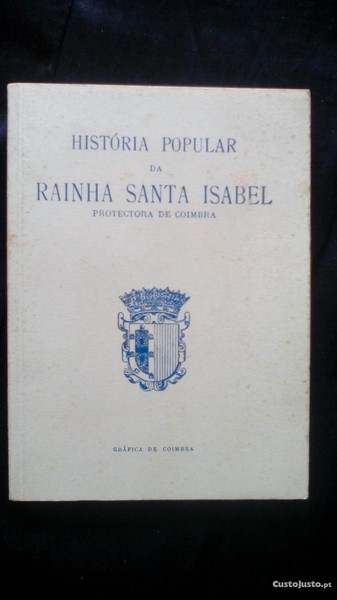 HISTÓRIA POPULAR
DA
RAINHA SANTA ISABEL
PROTECTORA DE COIMBRA
GRÁFICA DE COIMBRA
CustoJusto.pt